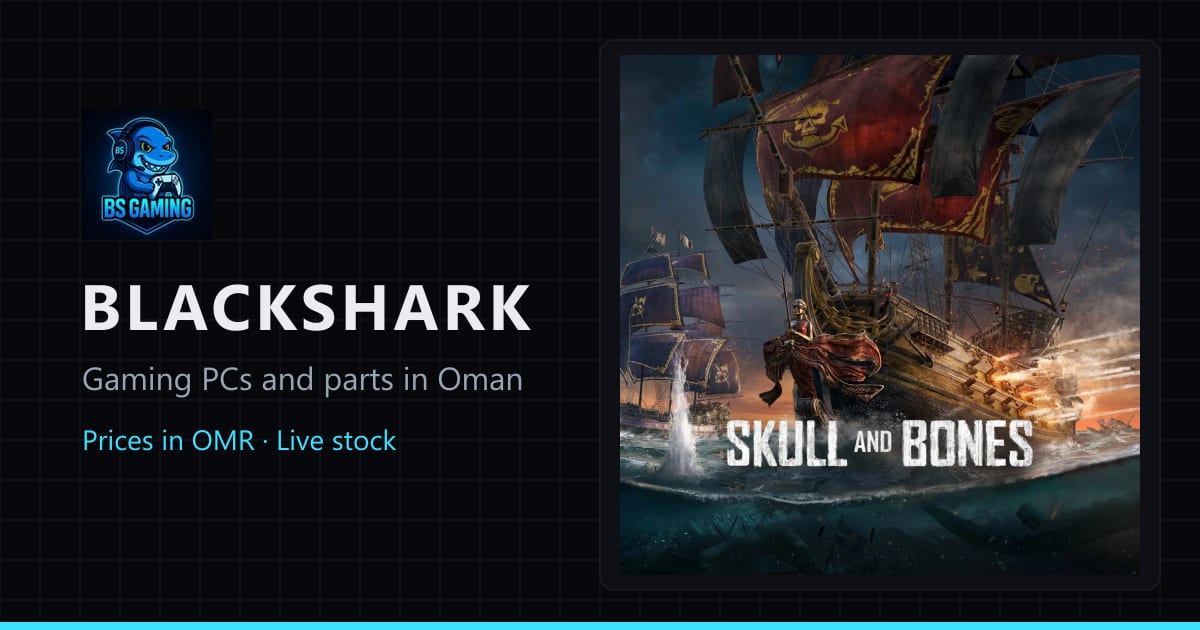 BS
BS GAMING
BLACKSHARK
Gaming PCs and parts in Oman
Prices in OMR · Live stock
SKULL AND BONES